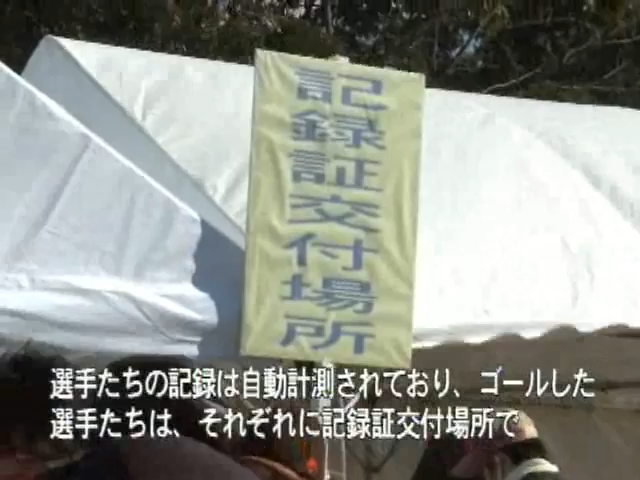 記録証交付場所
選手たちの記録は自動計測されており、ゴールした
選手たちは、それぞれに記録証交付場所で